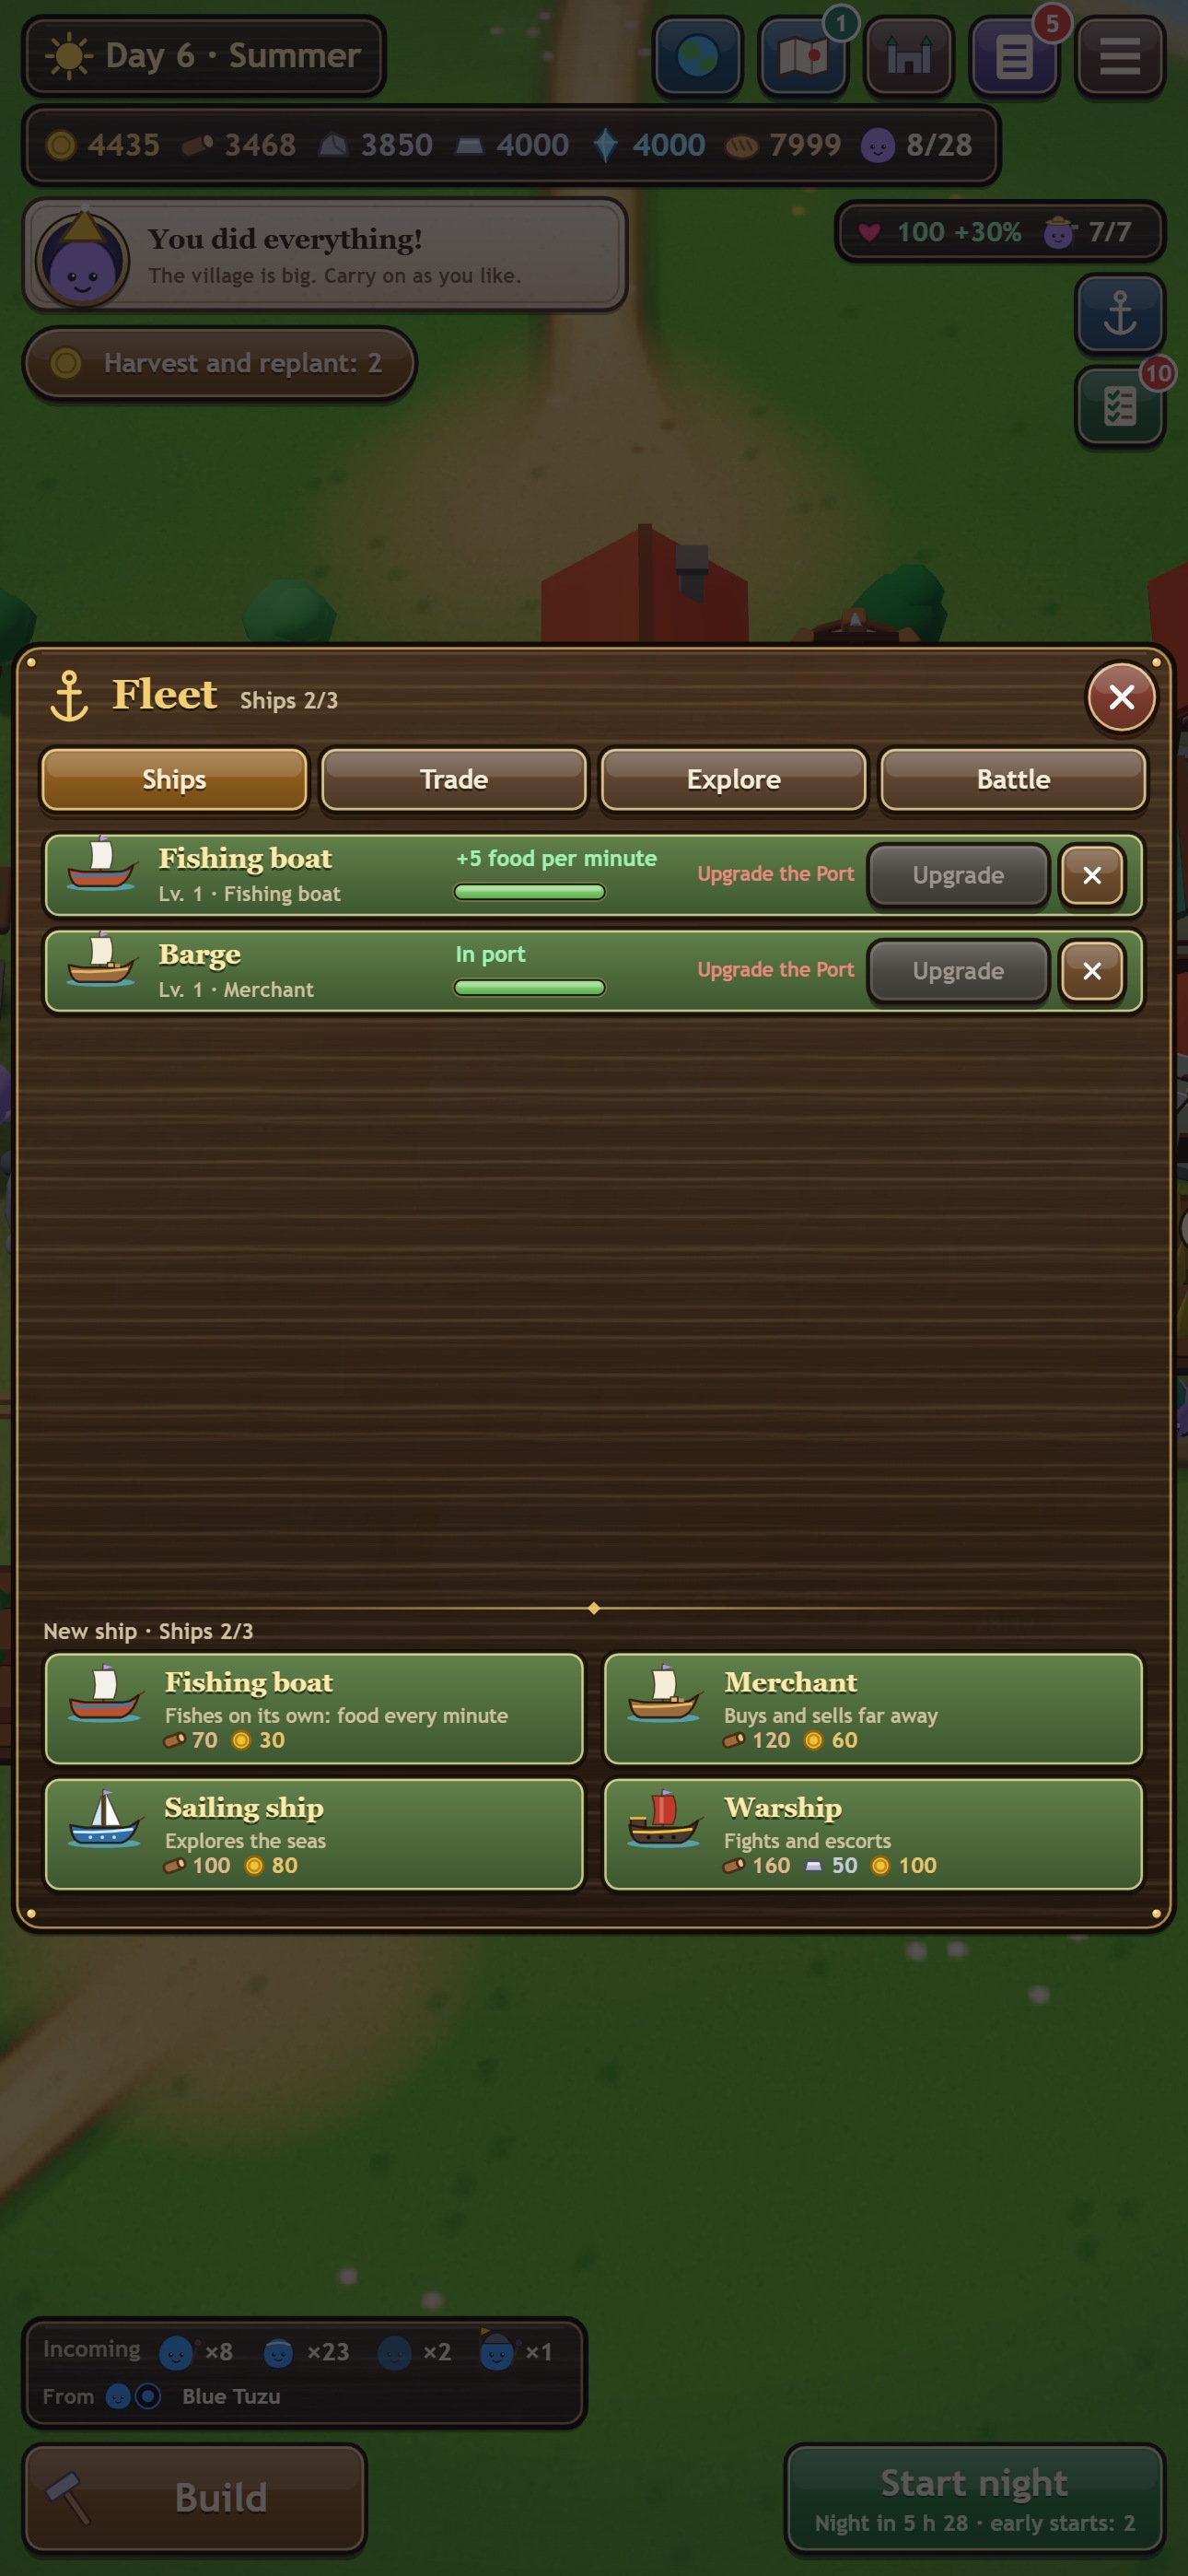 Day 6 · Summer
1
5
4435 3468 3850 4000 4000 7999 8/28
You did everything!
The village is big. Carry on as you like.
100 +30% 7/7
Harvest and replant: 2
10
Fleet Ships 2/3
Ships Trade Explore Battle
Fishing boat
Lv. 1 · Fishing boat
+5 food per minute
Upgrade the Port
Upgrade
Barge
Lv. 1 · Merchant
In port
Upgrade the Port
Upgrade
New ship · Ships 2/3
Fishing boat
Fishes on its own: food every minute
70 30
Merchant
Buys and sells far away
120 60
Sailing ship
Explores the seas
100 80
Warship
Fights and escorts
160 50 100
Incoming ×8 ×23 ×2 ×1
From Blue Tuzu
Build
Start night
Night in 5 h 28 · early starts: 2